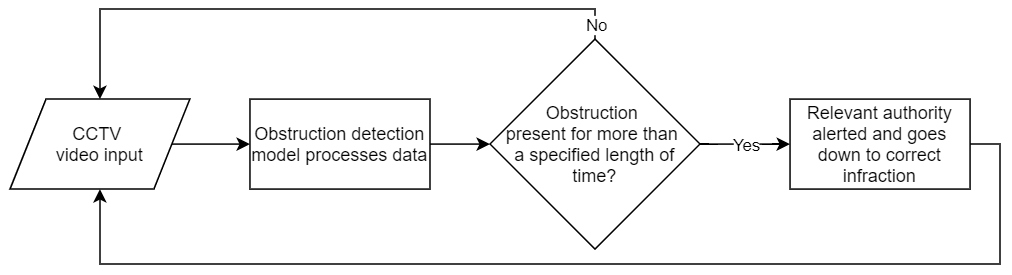 No
CCTV
video input
Obstruction detection
model processes data
Obstruction
present for more than
a specified length of
time?
Yes
Relevant authority
alerted and goes
down to correct
infraction